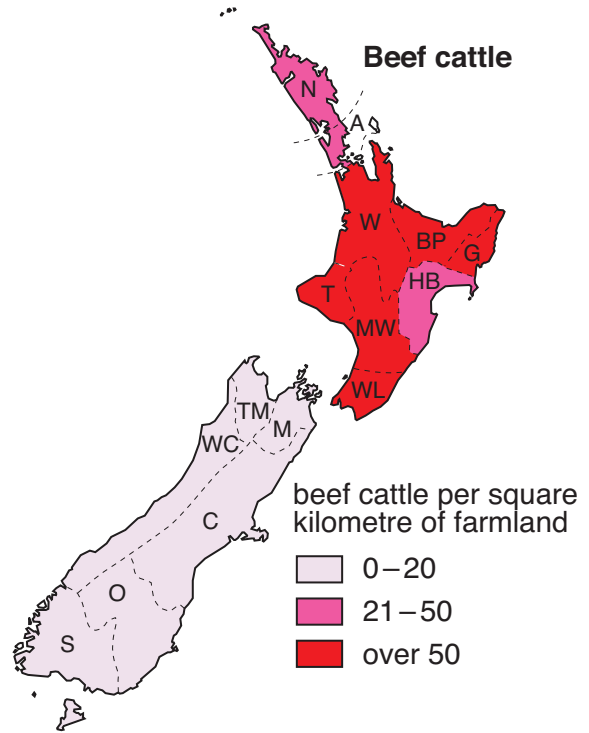 Beef cattle
N
A
W
BP
G
HB
T
MW
WL
TM
M
WC
C
O
S
beef cattle per square
kilometre of farmland
0–20
21–50
over 50